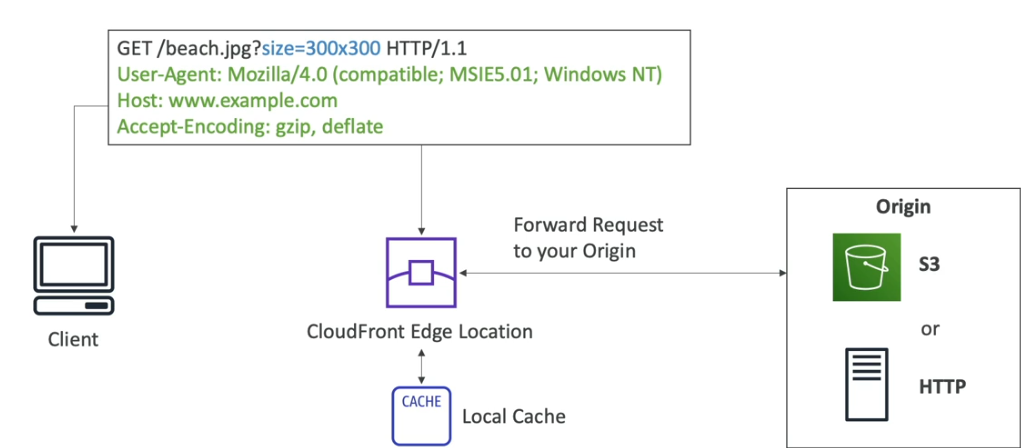 GET /beach.jpg?size=300x300 HTTP/1.1
User-Agent: Mozilla/4.0 (compatible; MSIE5.01; Windows NT)
Host: www.example.com
Accept-Encoding: gzip, deflate
Origin
Forward Request
to your Origin
S3
or
HTTP
Client
CloudFront Edge Location
CACHE
Local Cache